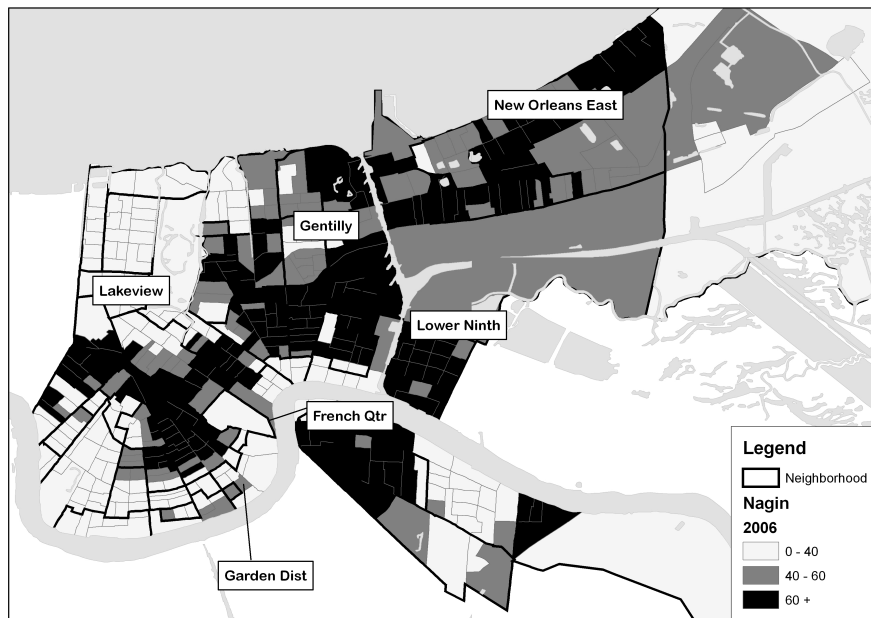 New Orleans East
Gentilly
Lakeview
Lower Ninth
French Qtr
Garden Dist
Legend
Neighborhood
Nagin
2006
0 - 40
40 - 60
60 +